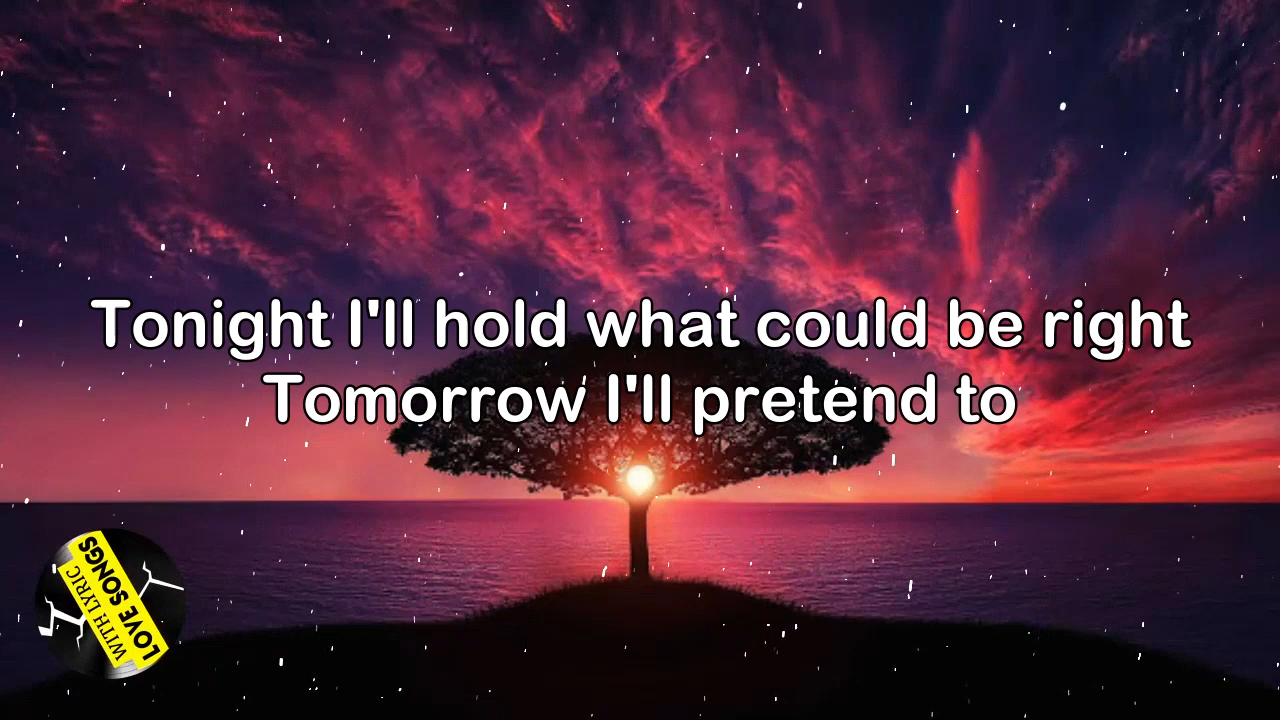 Tonight I'll hold what could be right
Tomorrow I'll pretend to
LOVE SONGS
WITH LYRIC